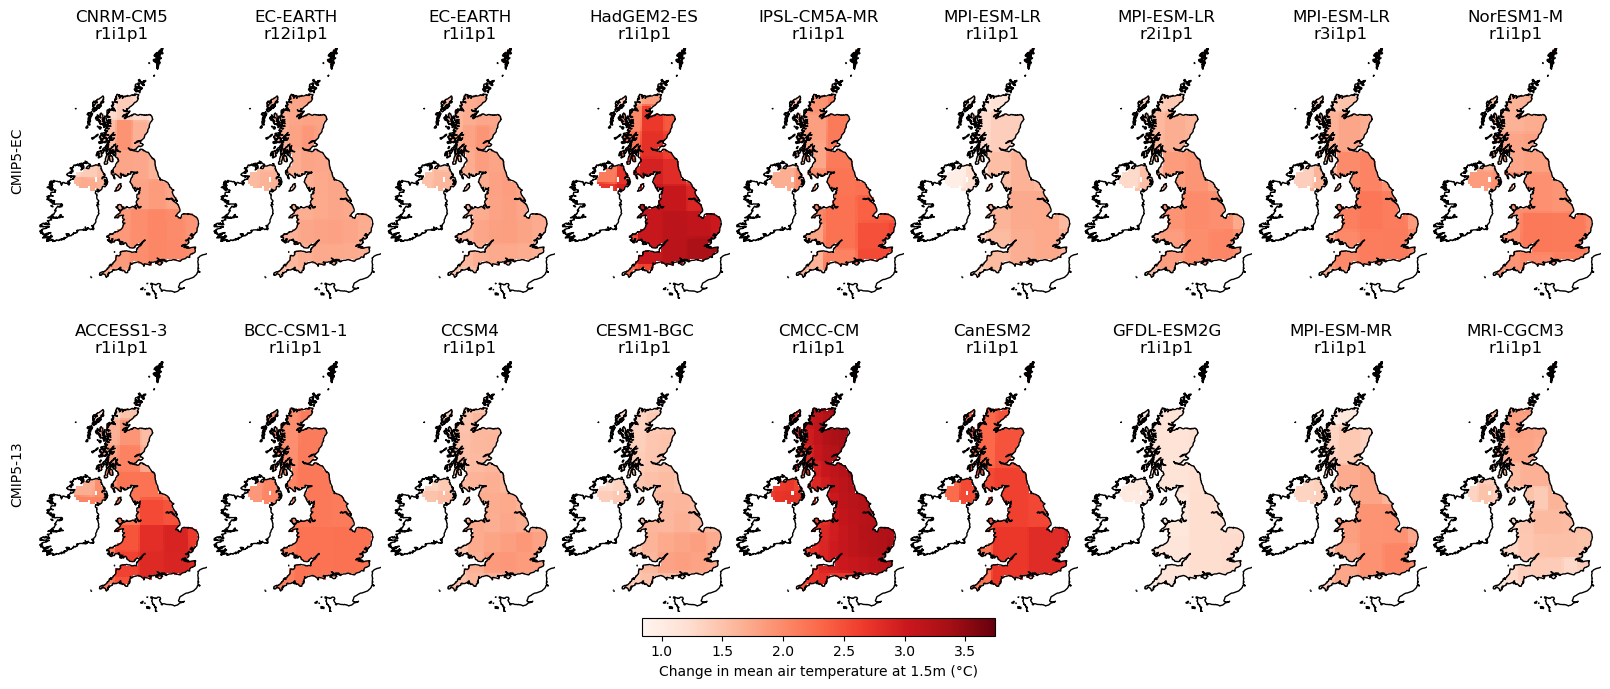 CNRM-CM5
r1i1p1
EC-EARTH
r12i1p1
EC-EARTH
r1i1p1
HadGEM2-ES
r1i1p1
IPSL-CM5A-MR
r1i1p1
MPI-ESM-LR
r1i1p1
MPI-ESM-LR
r2i1p1
MPI-ESM-LR
r3i1p1
NorESM1-M
r1i1p1
CMIP5-EC
ACCESS1-3
r1i1p1
BCC-CSM1-1
r1i1p1
CCSM4
r1i1p1
CESM1-BGC
r1i1p1
CMCC-CM
r1i1p1
CanESM2
r1i1p1
GFDL-ESM2G
r1i1p1
MPI-ESM-MR
r1i1p1
MRI-CGCM3
r1i1p1
CMIP5-13
1.0 1.5 2.0 2.5 3.0 3.5
Change in mean air temperature at 1.5m (°C)